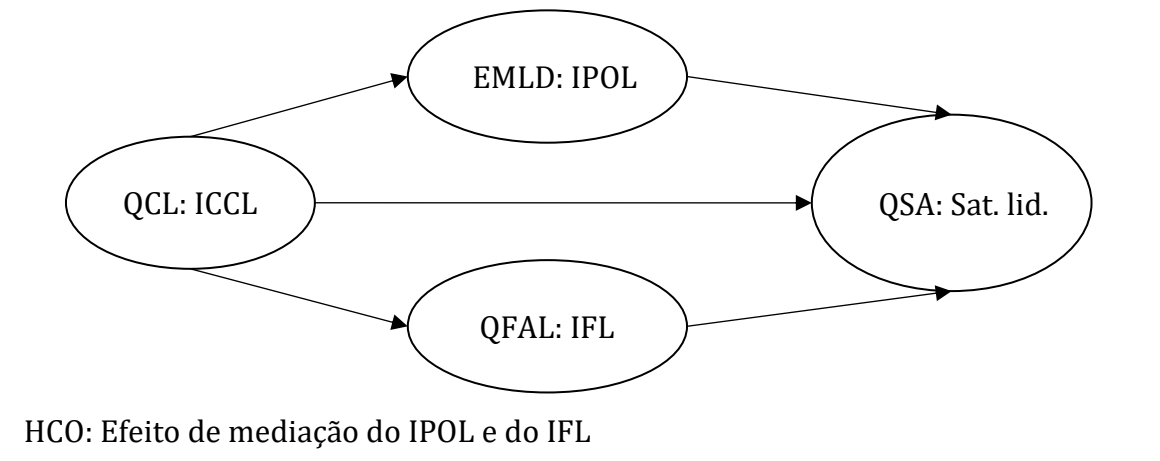 EMLD: IPOL
QCL: ICCL
QSA: Sat. lid.
QFAL: IFL
HCO: Efeito de mediação do IPOL e do IFL